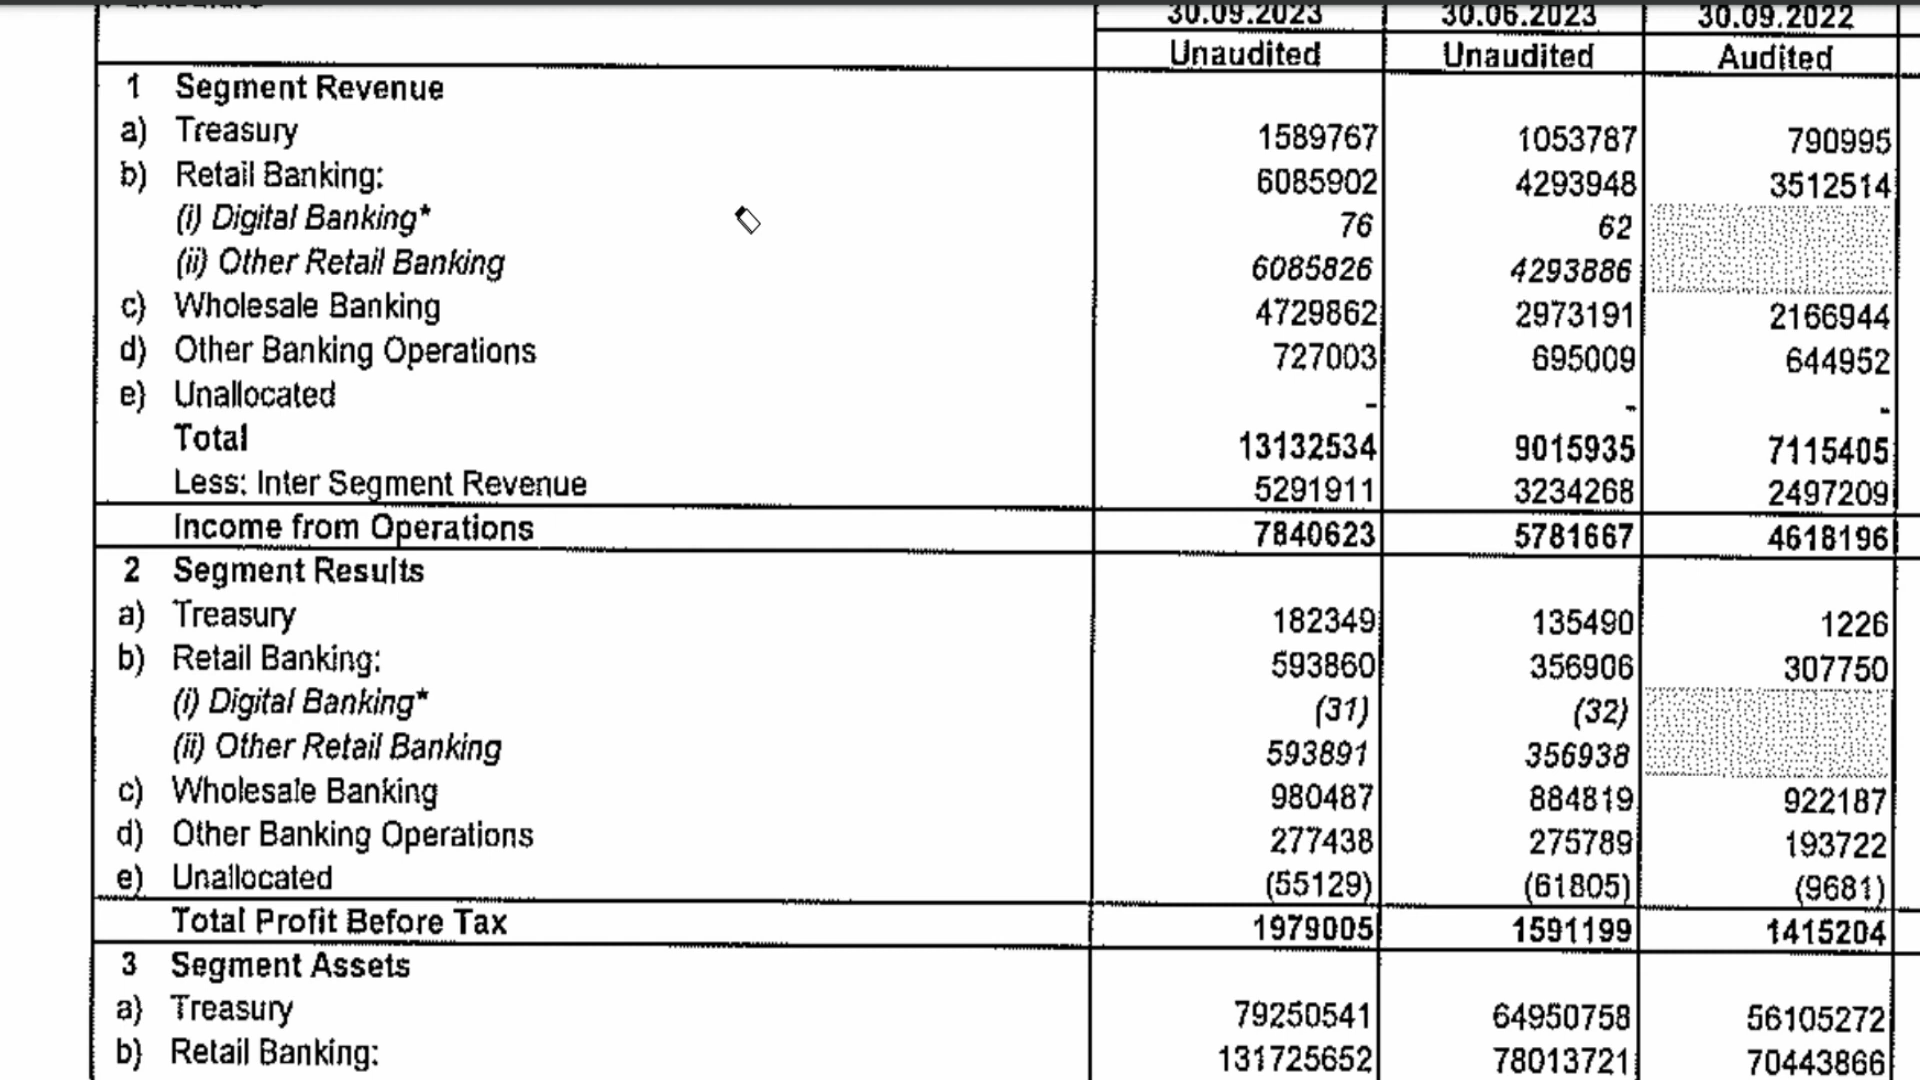 30.09.2023 30.06.2023 30.09.2022
Unaudited Unaudited Audited
1 Segment Revenue
a) Treasury 1589767 1053787 790995
b) Retail Banking: 6085902 4293948 3512514
(i) Digital Banking* 76 62
(ii) Other Retail Banking 6085826 4293886
c) Wholesale Banking 4729862 2973191 2166944
d) Other Banking Operations 727003 695009 644952
e) Unallocated - - -
Total 13132534 9015935 7115405
Less: Inter Segment Revenue 5291911 3234268 2497209
Income from Operations 7840623 5781667 4618196
2 Segment Results
a) Treasury 182349 135490 1226
b) Retail Banking: 593860 356906 307750
(i) Digital Banking* (31) (32)
(ii) Other Retail Banking 593891 356938
c) Wholesale Banking 980487 884819 922187
d) Other Banking Operations 277438 275789 193722
e) Unallocated (55129) (61805) (9681)
Total Profit Before Tax 1979005 1591199 1415204
3 Segment Assets
a) Treasury 79250541 64950758 56105272
b) Retail Banking: 131725652 78013721 70443866